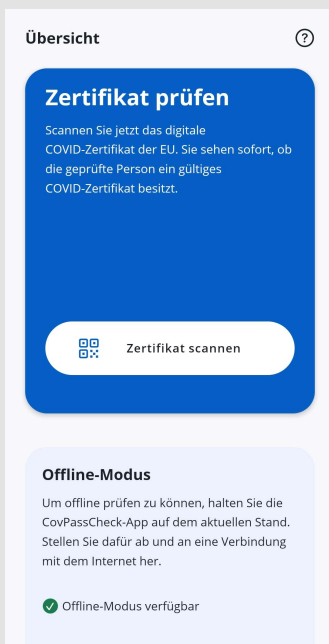 Übersicht
Zertifikat prüfen
Scannen Sie jetzt das digitale
COVID-Zertifikat der EU. Sie sehen sofort, ob
die geprüfte Person ein gültiges
COVID-Zertifikat besitzt.
Zertifikat scannen
Offline-Modus
Um offline prüfen zu können, halten Sie die
CovPassCheck-App auf dem aktuellen Stand.
Stellen Sie dafür ab und an eine Verbindung
mit dem Internet her.
Offline-Modus verfügbar